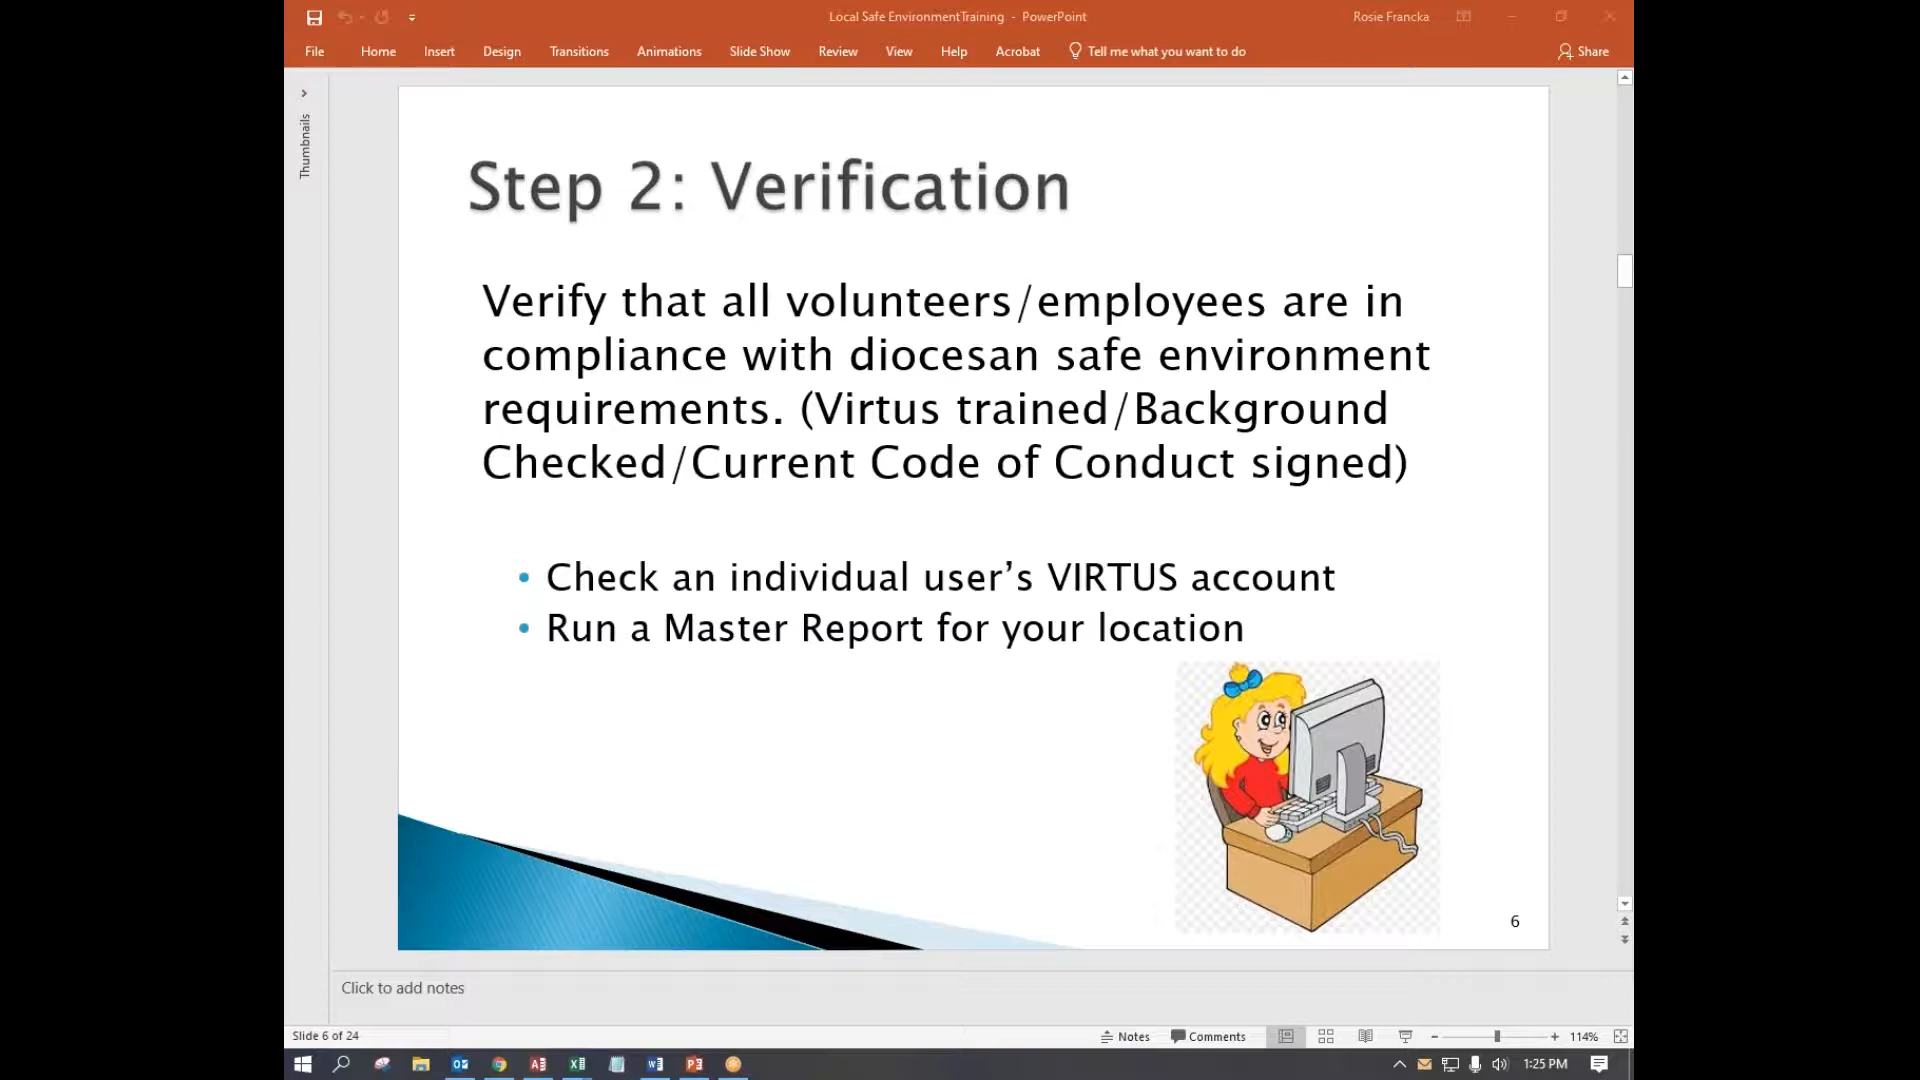 Local Safe EnvironmentTraining - PowerPoint
Rosie Francka
File Home Insert Design Transitions Animations Slide Show Review View Help Acrobat Tell me what you want to do Share
Thumbnails
Step 2: Verification
Verify that all volunteers/employees are in
compliance with diocesan safe environment
requirements. (Virtus trained/Background
Checked/Current Code of Conduct signed)
• Check an individual user’s VIRTUS account
• Run a Master Report for your location
6
Click to add notes
Slide 6 of 24
Notes Comments 114%
1:25 PM